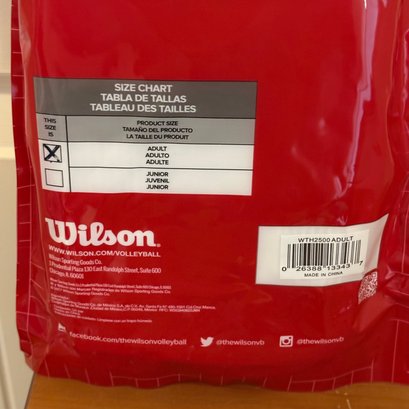 SIZE CHART
TABLA DE TALLAS
TABLEAU DES TAILLES
THIS
SIZE
IS
PRODUCT SIZE
TAMAÑO DEL PRODUCTO
LA TAILLE DU PRODUIT
ADULT
ADULTO
ADULTE
JUNIOR
JUVENIL
JUNIOR
Wilson
WWW.WILSON.COM/VOLLEYBALL
Wilson Sporting Goods Co.
1 Prudential Plaza 130 East Randolph Street, Suite 600
Chicago, IL 60601
WTH2500 ADULT
0 26388 13343 7
MADE IN CHINA
facebook.com/thewilsonvolleyball
@thewilsonvb
@thewilsonvb